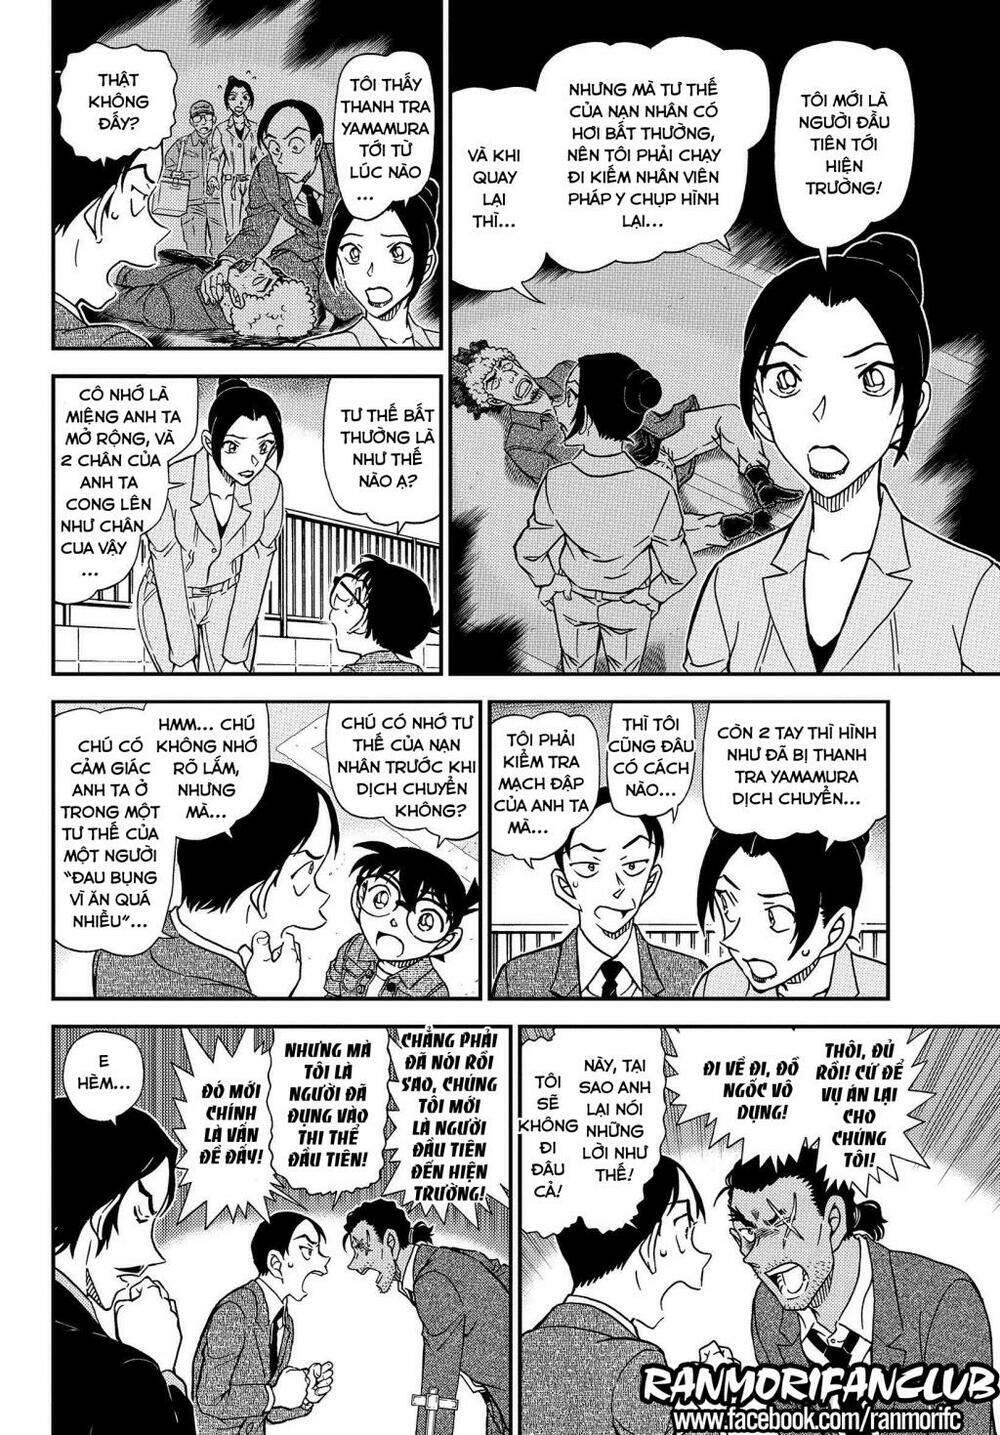 TÔI MỚI LÀ
NGƯỜI ĐẦU
TIÊN TỚI
HIỆN
TRƯỜNG!
NHƯNG MÀ TƯ THẾ
CỦA NẠN NHÂN CÓ
HƠI BẤT THƯỜNG,
NÊN TÔI PHẢI CHẠY
ĐI KIẾM NHÂN VIÊN
PHÁP Y CHỤP HÌNH
LẠI...
VÀ KHI
QUAY
LẠI
THÌ...
TÔI THẤY
THANH TRA
YAMAMURA
TỚI TỪ
LÚC NÀO
...
THẬT
KHÔNG
ĐẤY?
TƯ THẾ BẤT
THƯỜNG LÀ
NHƯ THẾ
NÀO Ạ?
CÔ NHỚ LÀ
MIỆNG ANH TA
MỞ RỘNG, VÀ
2 CHÂN CỦA
ANH TA
CONG LÊN
NHƯ CHÂN
CUA VẬY
...
CÒN 2 TAY THÌ HÌNH
NHƯ ĐÃ BỊ THANH
TRA YAMAMURA
DỊCH CHUYỂN...
THÌ TÔI
CŨNG ĐÂU
CÓ CÁCH
NÀO...
TÔI PHẢI
KIỂM TRA
MẠCH ĐẬP
CỦA ANH TA
MÀ...
CHÚ CÓ NHỚ TƯ
THẾ CỦA NẠN
NHÂN TRƯỚC KHI
DỊCH CHUYỂN
KHÔNG?
HMM... CHÚ
KHÔNG NHỚ
RÕ LẮM,
NHƯNG
MÀ...
CHÚ CÓ
CẢM GIÁC
ANH TA Ở
TRONG MỘT
TƯ THẾ CỦA
MỘT NGƯỜI
"ĐAU BỤNG
VÌ ĂN QUÁ
NHIỀU"...
THÔI, ĐỦ
RỒI! CỨ ĐỂ
VỤ ÁN LẠI
CHO
CHÚNG
TÔI!
ĐI VỀ ĐI, ĐỒ
NGỐC VÔ
DỤNG!
NÀY, TẠI
SAO ANH
LẠI NÓI
NHỮNG
LỜI NHƯ
THẾ!
TÔI
SẼ
KHÔNG
ĐI
ĐÂU
CẢ!
CHẲNG PHẢI
ĐÃ NÓI RỒI
SAO, CHÚNG
TÔI MỚI LÀ
NGƯỜI ĐẦU
TIÊN ĐẾN
HIỆN
TRƯỜNG!
NHƯNG MÀ
TÔI LÀ
NGƯỜI ĐÃ
ĐỤNG VÀO
THI THỂ
ĐẦU TIÊN!
ĐÓ MỚI
CHÍNH
LÀ VẤN
ĐỀ ĐẤY!
E
HÈM...
RANMORIFANCLUB
www.facebook.com/ranmorifc